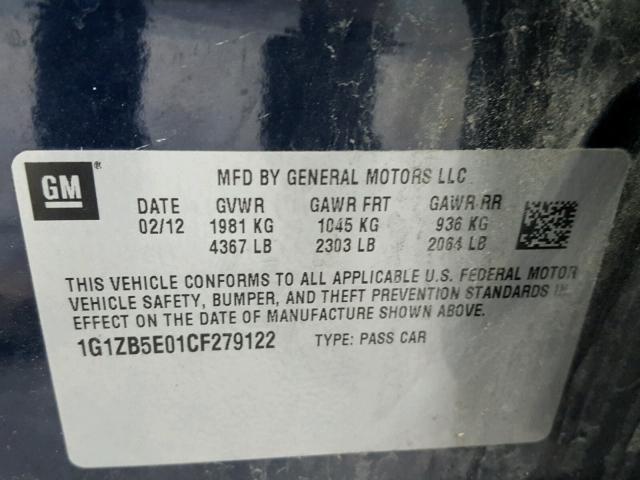 GM®
MFD BY GENERAL MOTORS LLC
DATE GVWR GAWR FRT GAWR RR
02/12 1981 KG 1045 KG 936 KG
4367 LB 2303 LB 2064 LB
THIS VEHICLE CONFORMS TO ALL APPLICABLE U.S. FEDERAL MOTOR
VEHICLE SAFETY, BUMPER, AND THEFT PREVENTION STANDARDS IN
EFFECT ON THE DATE OF MANUFACTURE SHOWN ABOVE.
1G1ZB5E01CF279122 TYPE: PASS CAR